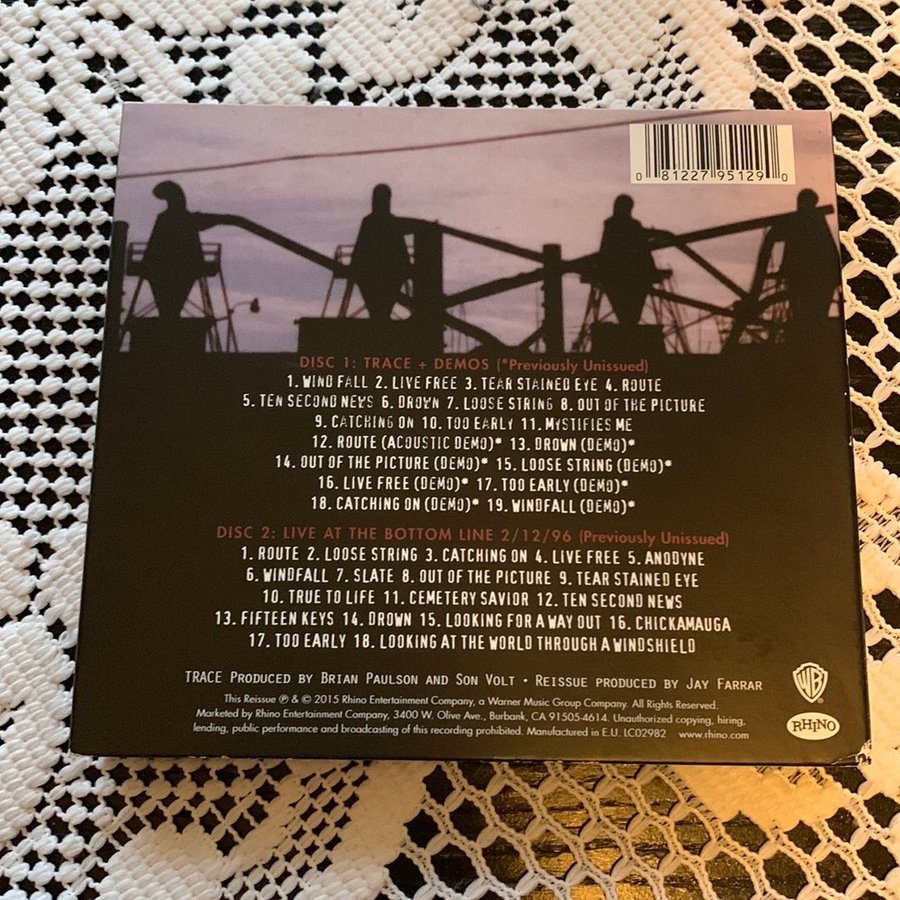 0 81227 95129 0
DISC 1: TRACE + DEMOS (*Previously Unissued)
1. WIND FALL 2. LIVE FREE 3. TEAR STAINED EYE 4. ROUTE
5. TEN SECOND NEWS 6. DROWN 7. LOOSE STRING 8. OUT OF THE PICTURE
9. CATCHING ON 10. TOO EARLY 11. MYSTIFIES ME
12. ROUTE (ACOUSTIC DEMO)* 13. DROWN (DEMO)*
14. OUT OF THE PICTURE (DEMO)* 15. LOOSE STRING (DEMO)*
16. LIVE FREE (DEMO)* 17. TOO EARLY (DEMO)*
18. CATCHING ON (DEMO)* 19. WINDFALL (DEMO)*
DISC 2: LIVE AT THE BOTTOM LINE 2/12/96 (Previously Unissued)
1. ROUTE 2. LOOSE STRING 3. CATCHING ON 4. LIVE FREE 5. ANODYNE
6. WINDFALL 7. SLATE 8. OUT OF THE PICTURE 9. TEAR STAINED EYE
10. TRUE TO LIFE 11. CEMETERY SAVIOR 12. TEN SECOND NEWS
13. FIFTEEN KEYS 14. DROWN 15. LOOKING FOR A WAY OUT 16. CHICKAMAUGA
17. TOO EARLY 18. LOOKING AT THE WORLD THROUGH A WINDSHIELD
TRACE PRODUCED BY BRIAN PAULSON AND SON VOLT • REISSUE PRODUCED BY JAY FARRAR
This Reissue ℗ & © 2015 Rhino Entertainment Company, a Warner Music Group Company. All Rights Reserved.
Marketed by Rhino Entertainment Company, 3400 W. Olive Ave., Burbank, CA 91505-4614. Unauthorized copying, hiring,
lending, public performance and broadcasting of this recording prohibited. Manufactured in E.U. LC02982 www.rhino.com
WB
RHINO